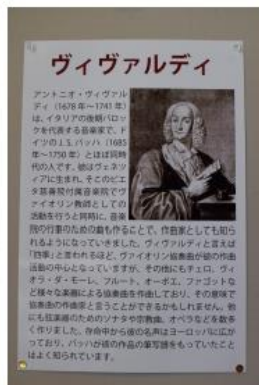 ヴィヴァルディ
アントニオ・ヴィヴァル
ディ（1678年～1741年）
は、イタリアの後期バロッ
クを代表する音楽家で、ド
イツのJ.S.バッハ（1685
年～1750年）とほぼ同時
代の人です。彼はヴェネツ
ィアに生まれ、そこのピエ
タ慈善院付属音楽院でヴ
ァイオリン教師としての
活動を行うと同時に、音楽
院の行事のための曲も作ることで、作曲家としても知ら
れるようになっていきました。ヴィヴァルディと言えば
「四季」と言われるほど、ヴァイオリン協奏曲が彼の作曲
活動の中心となっていますが、その他にもチェロ、ヴィ
オラ・ダ・モーレ、フルート、オーボエ、ファゴットな
ど様々な楽器による協奏曲を作曲しており、その意味で
協奏曲の作曲家と言うことができるかもしれません。他
にも弦楽器のためのソナタや宗教曲、オペラなどを数多
く作りました。存命中から彼の名声はヨーロッパに広が
っており、バッハが彼の作品の筆写譜をもっていたこと
はよく知られています。